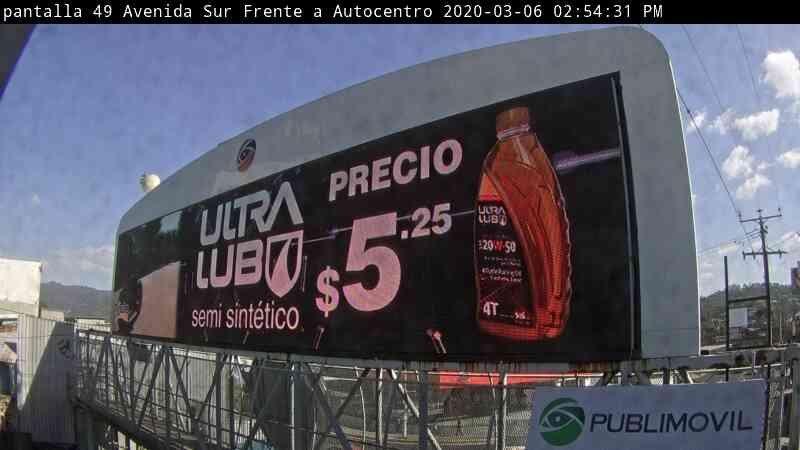 pantalla 49 Avenida Sur Frente a Autocentro 2020-03-06 02:54:31 PM
ULTRA
LUB
semi sintético
PRECIO
$5.25
ULTRA
LUB
20W-50
4T
PUBLIMOVIL